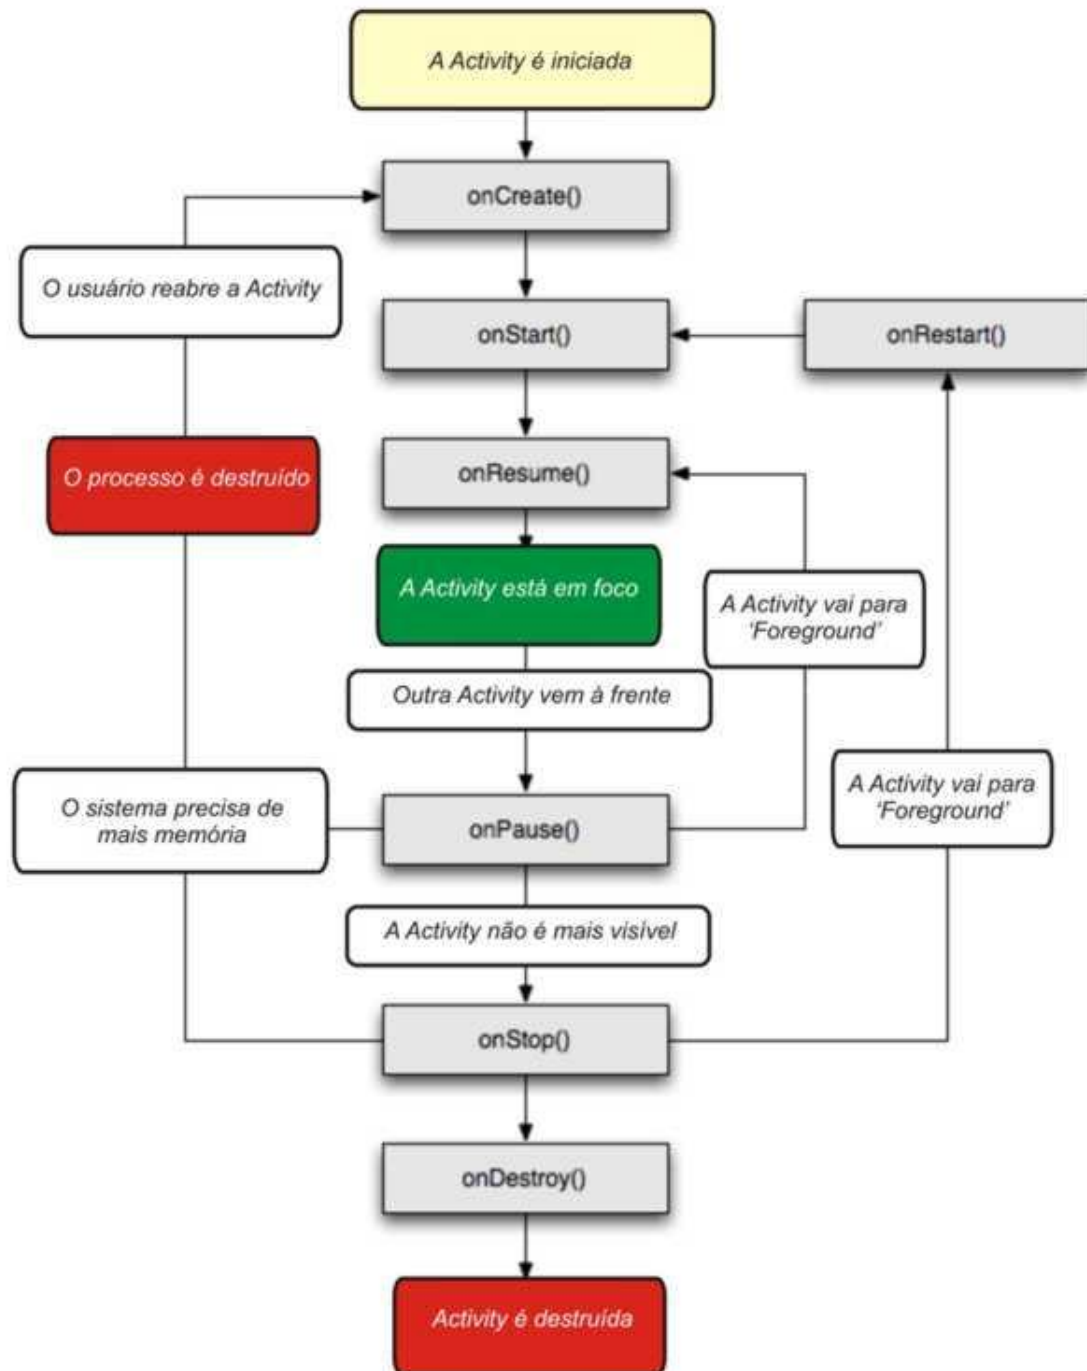 A Activity é iniciada
onCreate()
O usuário reabre a Activity
onStart()
onRestart()
onResume()
O processo é destruído
A Activity está em foco
A Activity vai para
'Foreground'
Outra Activity vem à frente
A Activity vai para
'Foreground'
O sistema precisa de
mais memória
onPause()
A Activity não é mais visível
onStop()
onDestroy()
Activity é destruída